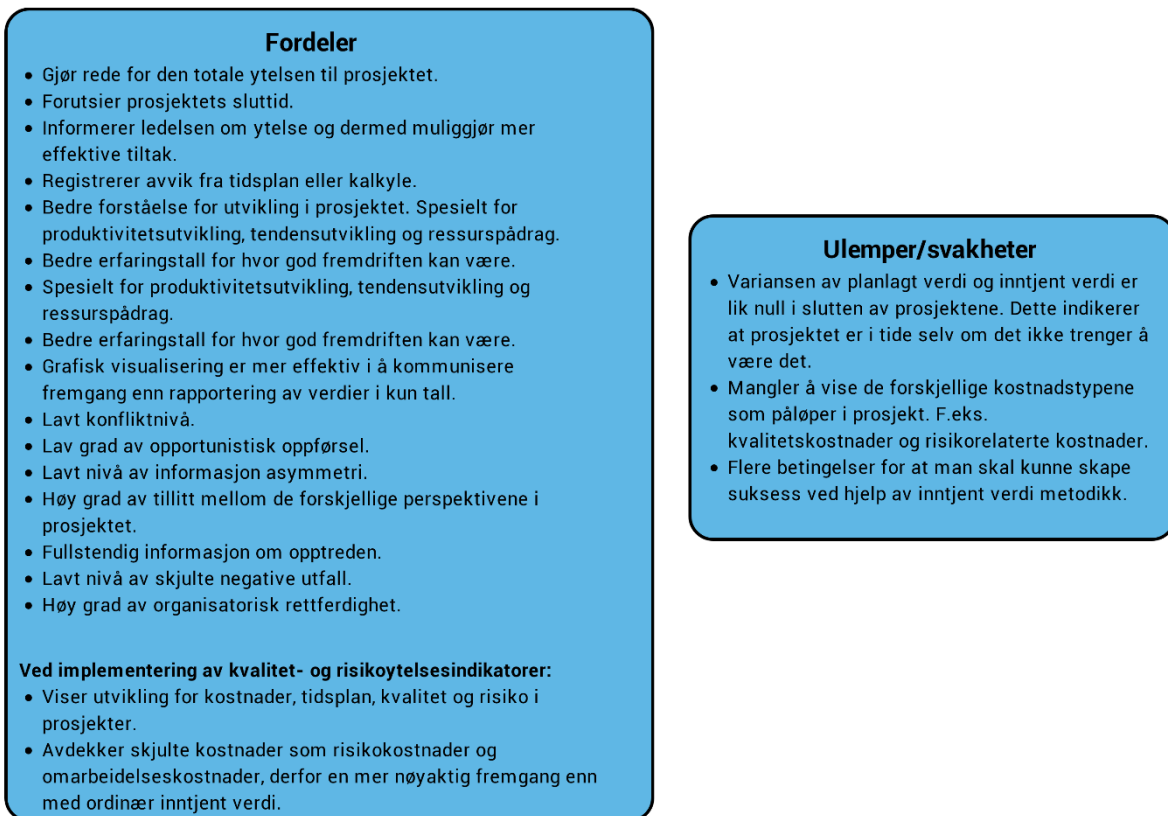 Fordeler
• Gjør rede for den totale ytelsen til prosjektet.
• Forutsier prosjektets sluttid.
• Informerer ledelsen om ytelse og dermed muliggjør mer
effektive tiltak.
• Registrerer avvik fra tidsplan eller kalkyle.
• Bedre forståelse for utvikling i prosjektet. Spesielt for
produktivitetsutvikling, tendensutvikling og ressurspådrag.
• Bedre erfaringstall for hvor god fremdriften kan være.
• Spesielt for produktivitetsutvikling, tendensutvikling og
ressurspådrag.
• Bedre erfaringstall for hvor god fremdriften kan være.
• Grafisk visualisering er mer effektiv i å kommunisere
fremgang enn rapportering av verdier i kun tall.
• Lavt konfliktnivå.
• Lav grad av opportunistisk oppførsel.
• Lavt nivå av informasjon asymmetri.
• Høy grad av tillitt mellom de forskjellige perspektivene i
prosjektet.
• Fullstendig informasjon om opptreden.
• Lavt nivå av skjulte negative utfall.
• Høy grad av organisatorisk rettferdighet.
Ved implementering av kvalitet- og risikoytelsesindikatorer:
• Viser utvikling for kostnader, tidsplan, kvalitet og risiko i
prosjekter.
• Avdekker skjulte kostnader som risikokostnader og
omarbeidelseskostnader, derfor en mer nøyaktig fremgang enn
med ordinær inntjent verdi.
Ulemper/svakheter
• Variansen av planlagt verdi og inntjent verdi er
lik null i slutten av prosjektene. Dette indikerer
at prosjektet er i tide selv om det ikke trenger å
være det.
• Mangler å vise de forskjellige kostnadstypene
som påløper i prosjekt. F.eks.
kvalitetskostnader og risikorelaterte kostnader.
• Flere betingelser for at man skal kunne skape
suksess ved hjelp av inntjent verdi metodikk.